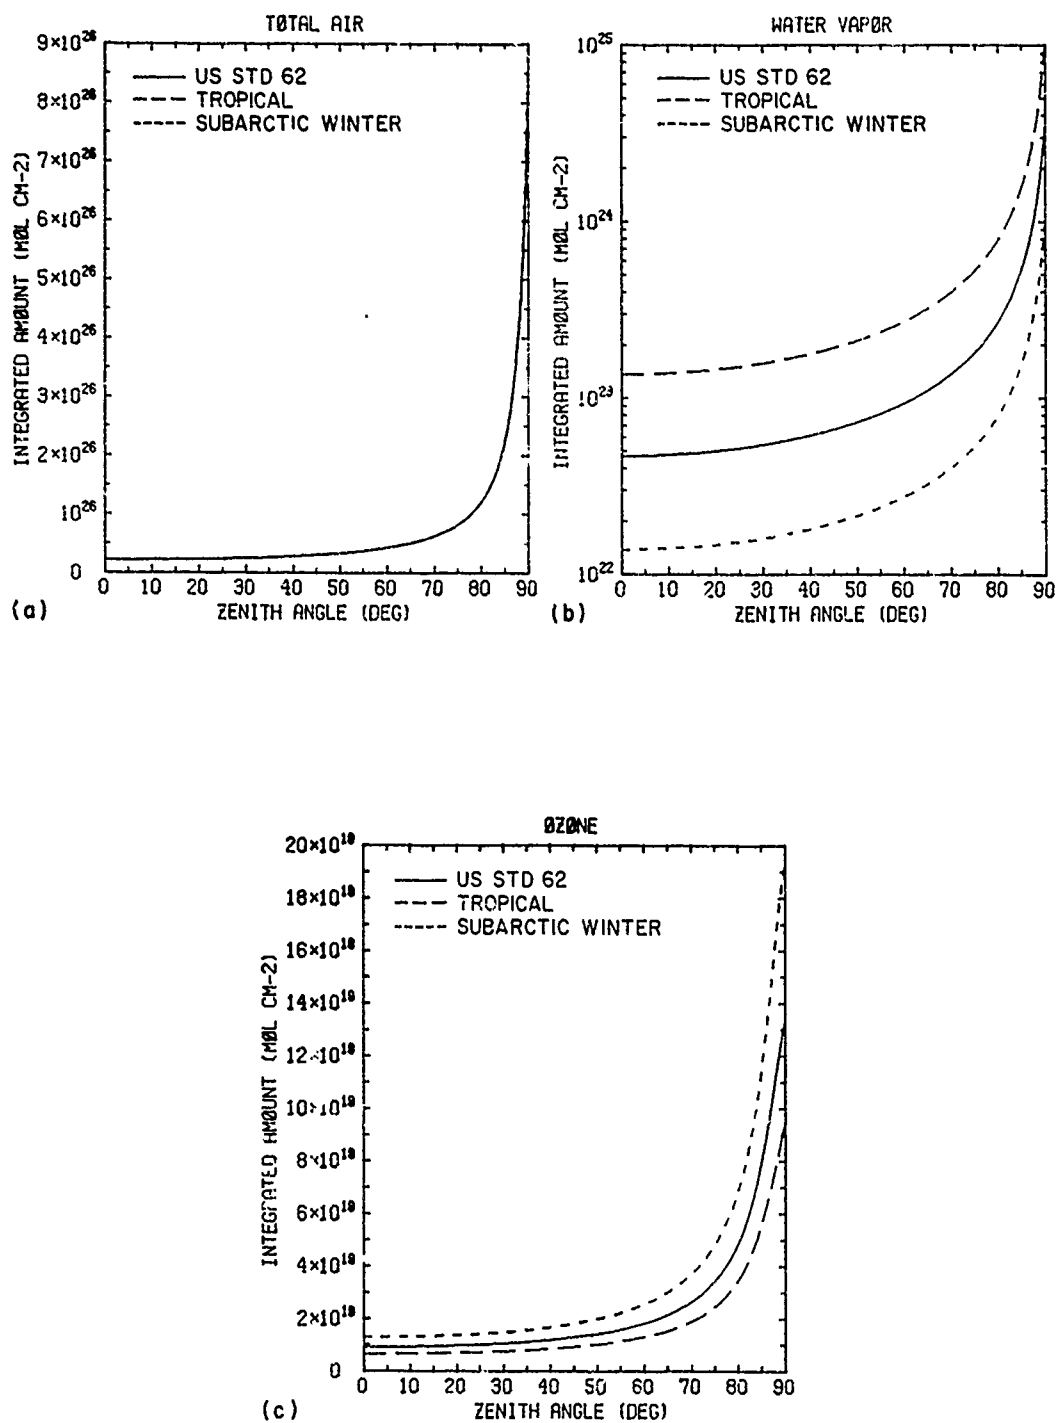 TØTAL AIR
9×10²⁶
8×10²⁶
7×10²⁶
6×10²⁶
5×10²⁶
4×10²⁶
3×10²⁶
2×10²⁶
10²⁶
0
INTEGRATED AMØUNT (MØL CM-2)
US STD 62
TROPICAL
SUBARCTIC WINTER
0 10 20 30 40 50 60 70 80 90
ZENITH ANGLE (DEG)
(a)
WATER VAPØR
10²⁵
10²⁴
10²³
10²²
INTEGRATED AMØUNT (MØL CM-2)
US STD 62
TROPICAL
SUBARCTIC WINTER
0 10 20 30 40 50 60 70 80 90
ZENITH ANGLE (DEG)
(b)
ØZØNE
20×10¹⁸
18×10¹⁸
16×10¹⁸
14×10¹⁸
12×10¹⁸
10×10¹⁸
8×10¹⁸
6×10¹⁸
4×10¹⁸
2×10¹⁸
0
INTEGRATED AMØUNT (MØL CM-2)
US STD 62
TROPICAL
SUBARCTIC WINTER
0 10 20 30 40 50 60 70 80 90
ZENITH ANGLE (DEG)
(c)